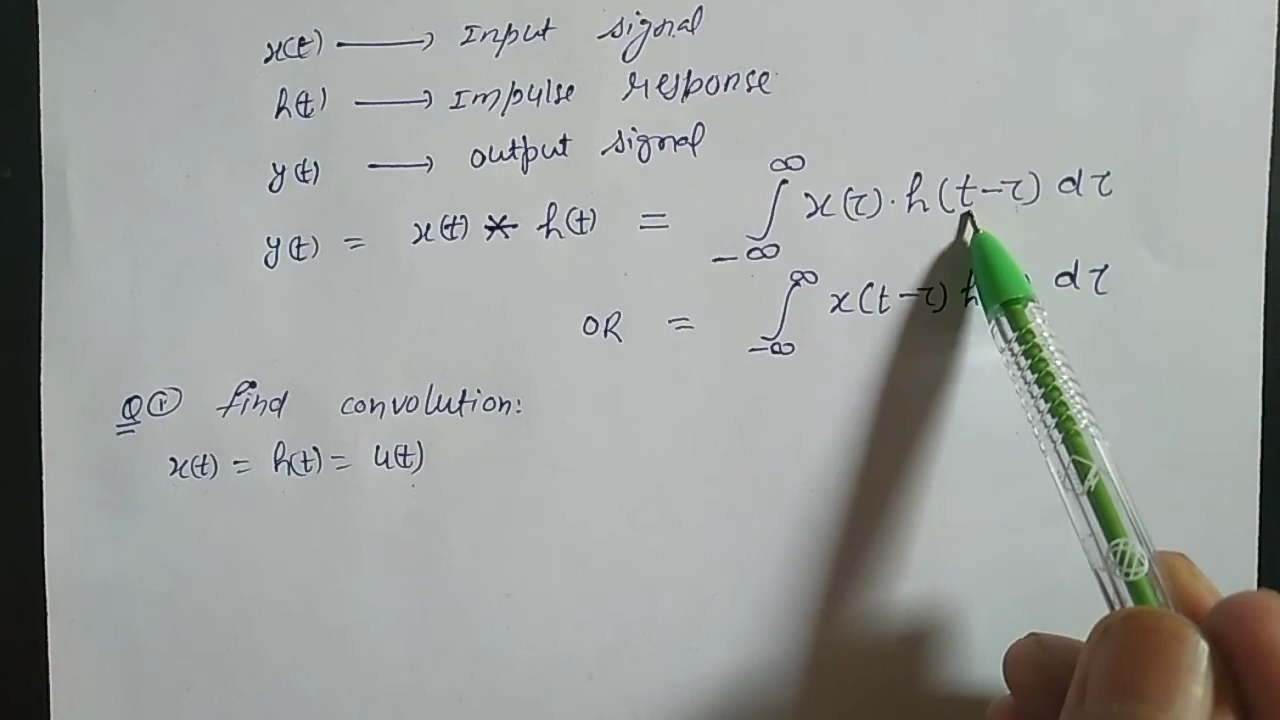 x(t) ⟶ Input signal
h(t) ⟶ Impulse response
y(t) ⟶ output signal
y(t) = x(t) * h(t) = ∫_{-∞}^{∞} x(τ)·h(t-τ) dτ
OR = ∫_{-∞}^{∞} x(t-τ) h dτ
Q① find convolution:
x(t) = h(t) = u(t)